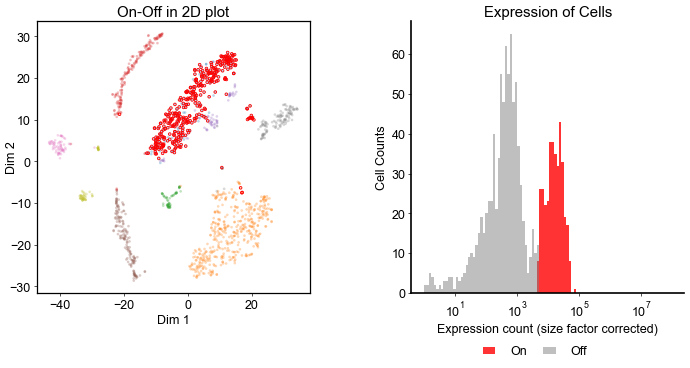 On-Off in 2D plot
30
20
10
0
−10
−20
−30
Dim 2
−40
−20
0
20
Dim 1
Expression of Cells
60
50
40
30
20
10
0
Cell Counts
10^1
10^3
10^5
10^7
Expression count (size factor corrected)
On
Off